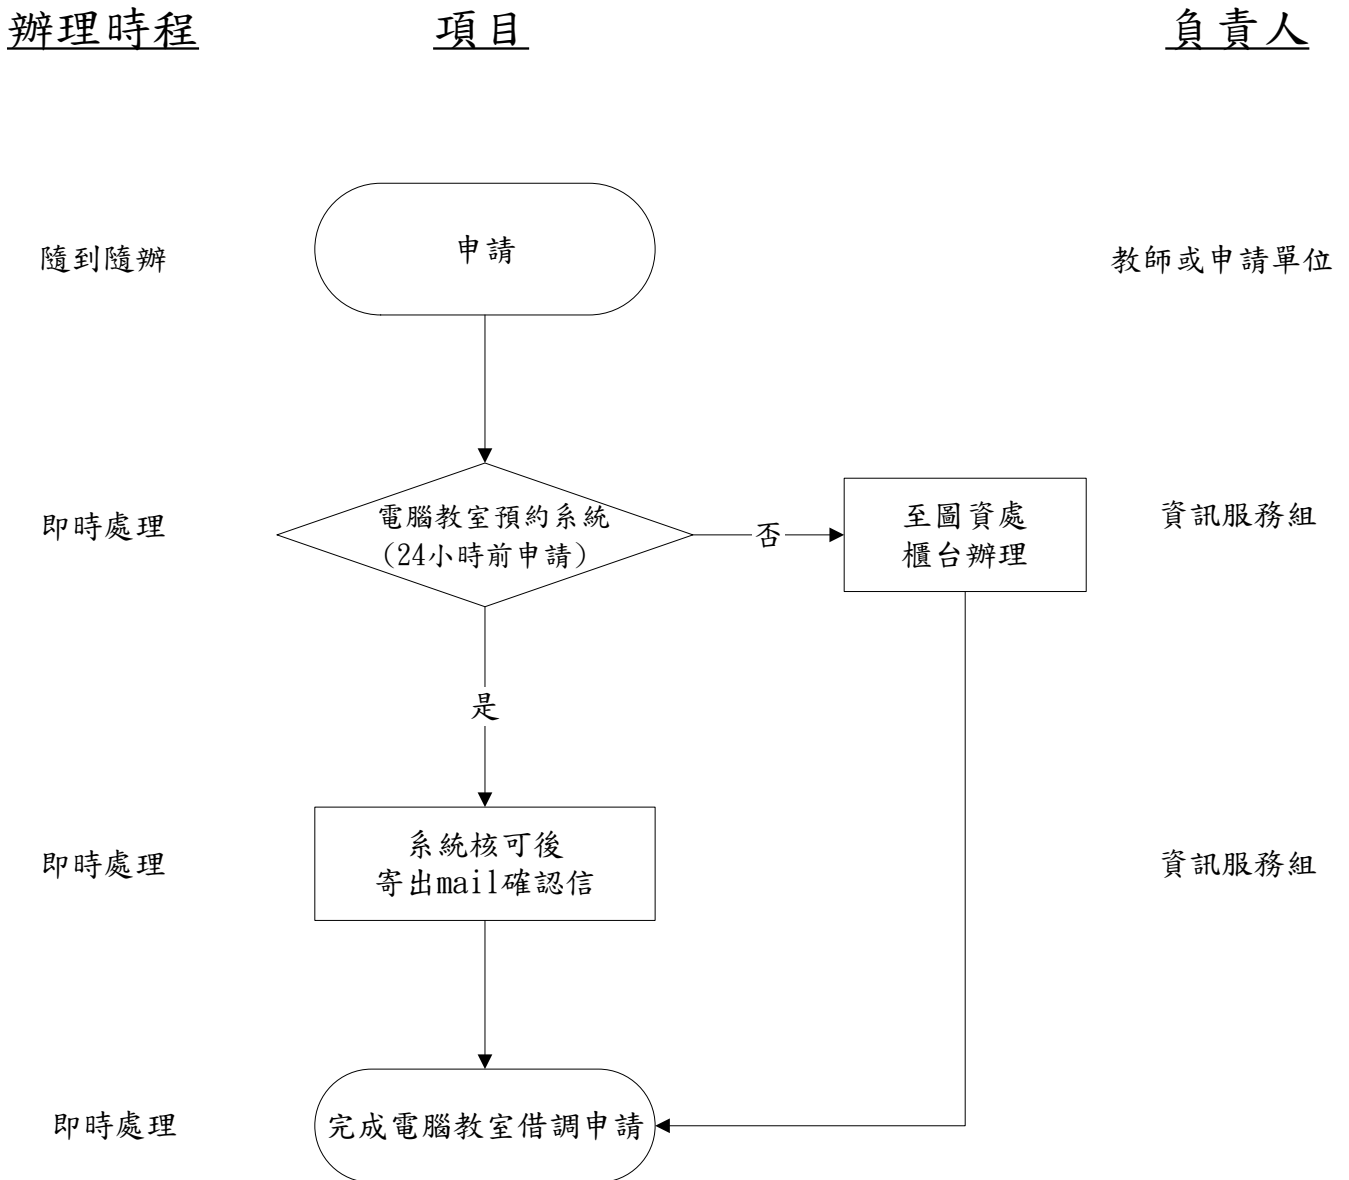 辦理時程
項目
負責人
隨到隨辦
申請
教師或申請單位
即時處理
電腦教室預約系統
(24小時前申請)
否
至圖資處
櫃台辦理
資訊服務組
是
即時處理
系統核可後
寄出mail確認信
資訊服務組
即時處理
完成電腦教室借調申請